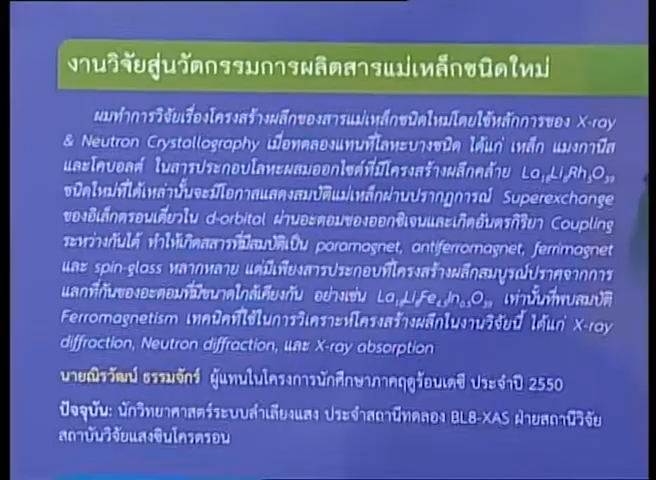 งานวิจัยสู่นวัตกรรมการผลิตสารแม่เหล็กชนิดใหม่
ผมทำการวิจัยเรื่องโครงสร้างผลึกของสารแม่เหล็กชนิดใหม่โดยใช้หลักการของ X-ray
& Neutron Crystallography เมื่อทดลองแทนที่โลหะบางชนิด ได้แก่ เหล็ก แมงกานีส
และโคบอลต์ ในสารประกอบโลหะผสมออกไซด์ที่มีโครงสร้างผลึกคล้าย
ชนิดใหม่ที่ได้เหล่านั้นจะมีโอกาสแสดงสมบัติแม่เหล็กผ่านปรากฏการณ์ Superexchange
ของอิเล็กตรอนเดี่ยวใน d-orbital ผ่านอะตอมของออกซิเจนและเกิดอันตรกิริยา Coupling
ระหว่างกันได้ ทำให้เกิดสารที่มีสมบัติเป็น paramagnet, antiferromagnet, ferrimagnet
และ spin-glass หลากหลาย แต่มีเพียงสารประกอบที่โครงสร้างผลึกสมบูรณ์ปราศจากการ
แลกที่กันของอะตอมที่มีขนาดใกล้เคียงกัน อย่างเช่น เท่านั้นที่พบสมบัติ
Ferromagnetism เทคนิคที่ใช้ในการวิเคราะห์โครงสร้างผลึกในงานวิจัยนี้ ได้แก่ X-ray
diffraction, Neutron diffraction, และ X-ray absorption
นายณิรวัฒน์ ธรรมจักร์ ผู้แทนในโครงการนักศึกษาภาคฤดูร้อนเดซี ประจำปี 2550
ปัจจุบัน: นักวิทยาศาสตร์ระบบลำเลียงแสง ประจำสถานีทดลอง BL8-XAS ฝ่ายสถานีวิจัย
สถาบันวิจัยแสงซินโครตรอน